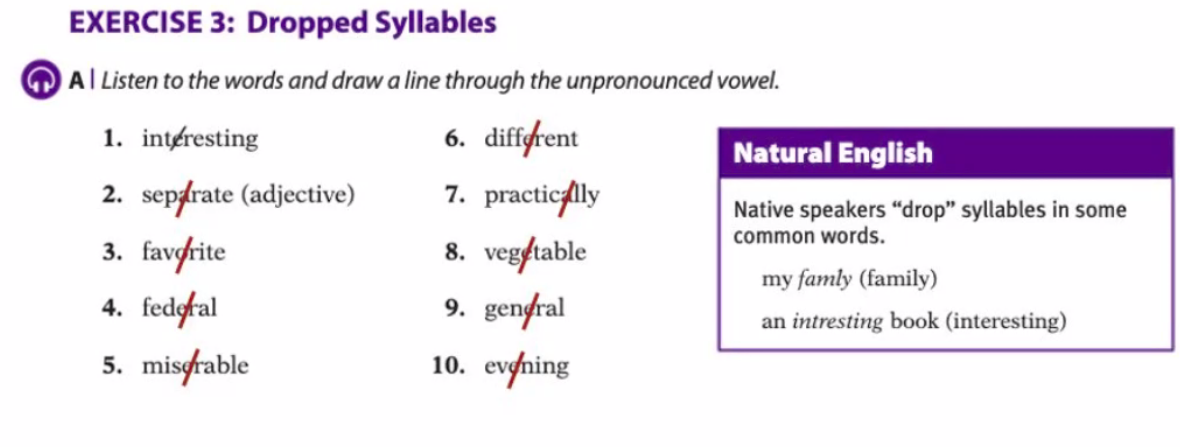 EXERCISE 3: Dropped Syllables
A | Listen to the words and draw a line through the unpronounced vowel.
1. interesting
2. separate (adjective)
3. favorite
4. federal
5. miserable
6. different
7. practically
8. vegetable
9. general
10. evening
Natural English
Native speakers “drop” syllables in some
common words.
my famly (family)
an intresting book (interesting)